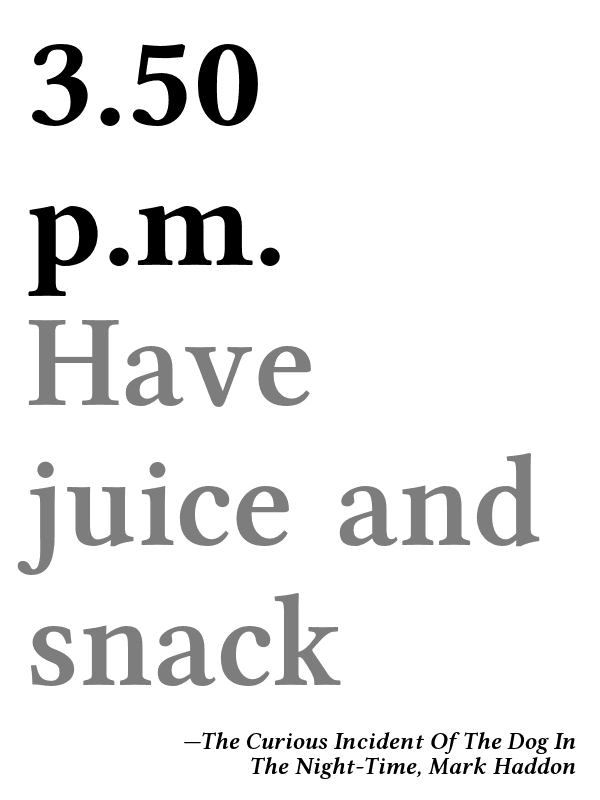 3.50
p.m.
Have
juice and
snack
—The Curious Incident Of The Dog In
The Night-Time, Mark Haddon